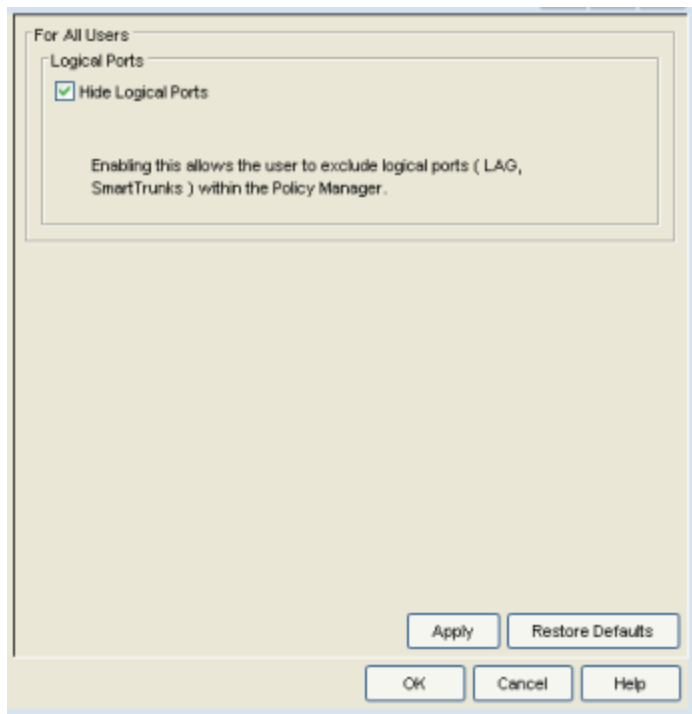 For All Users
Logical Ports
Hide Logical Ports
Enabling this allows the user to exclude logical ports ( LAG,
SmartTrunks ) within the Policy Manager.
Apply
Restore Defaults
OK
Cancel
Help